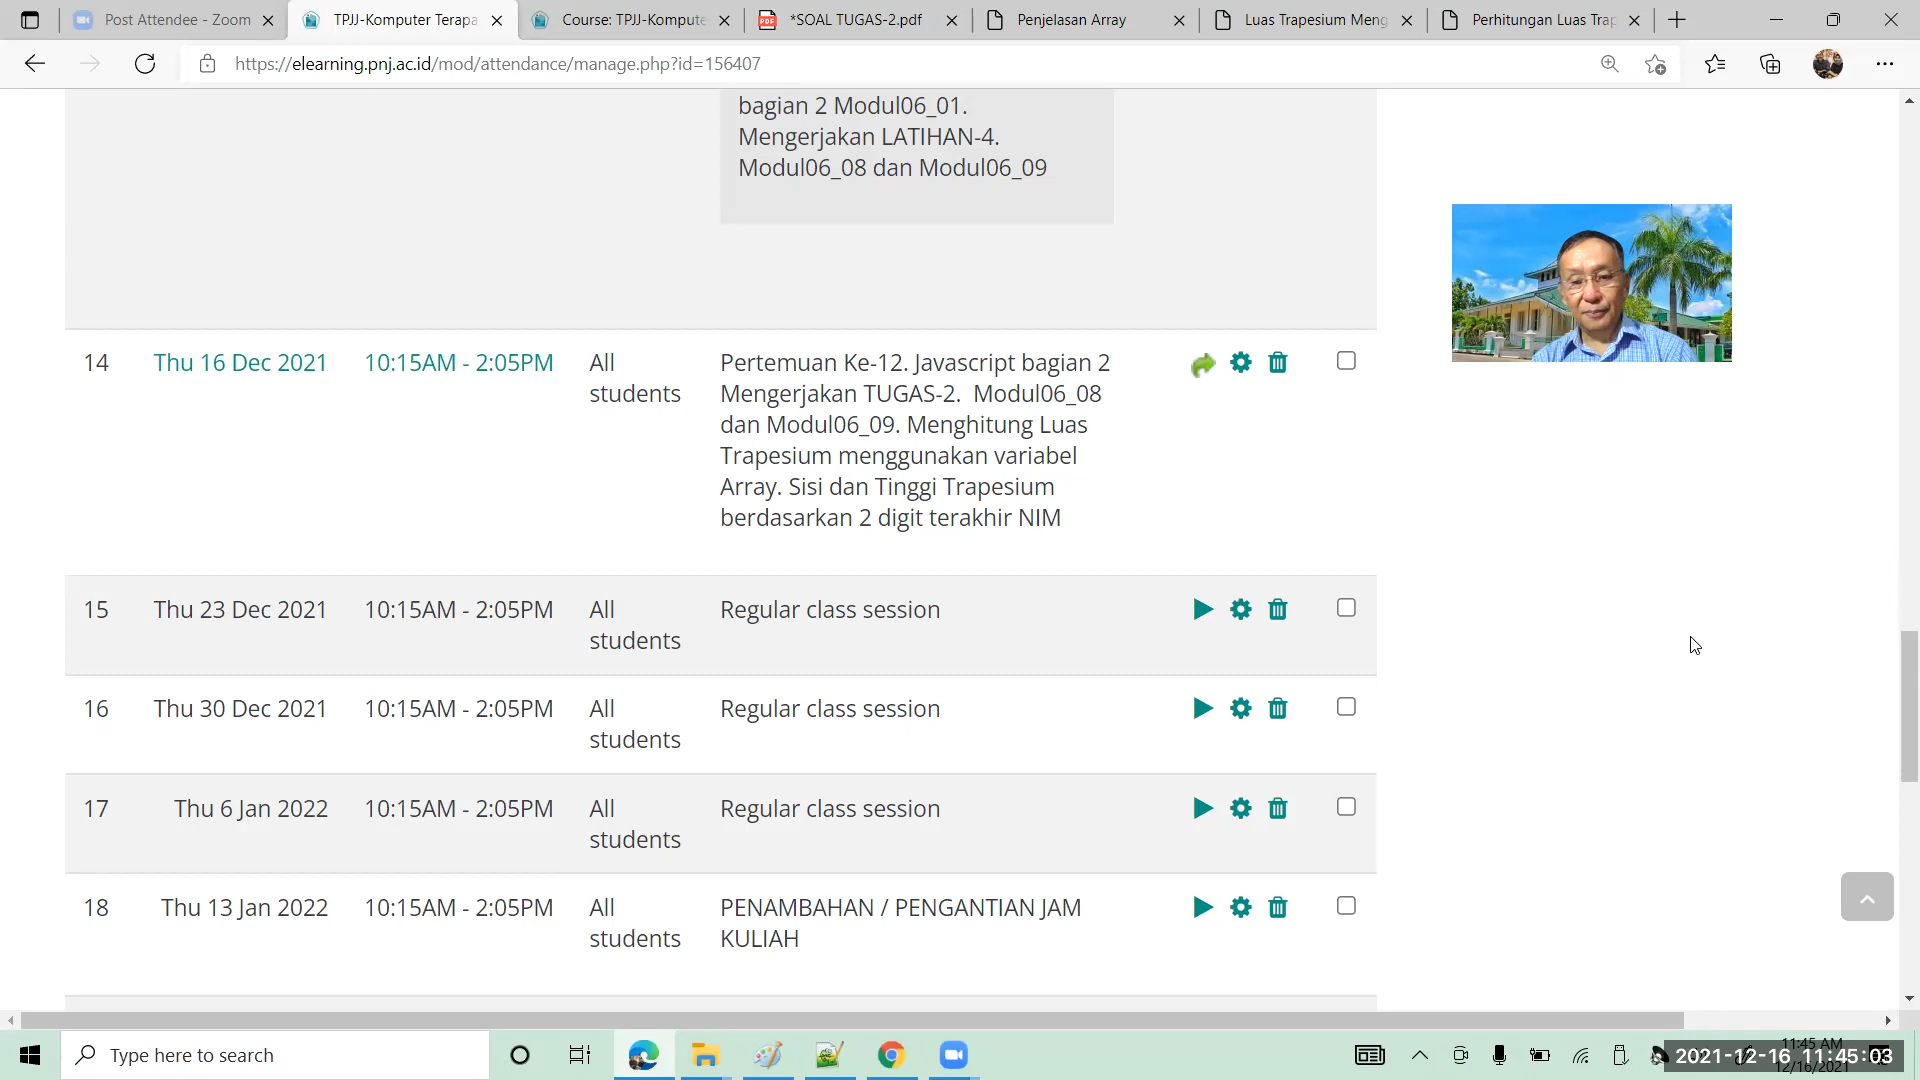 Post Attendee - Zoom
TPJJ-Komputer Terapa
Course: TPJJ-Kompute
*SOAL TUGAS-2.pdf
Penjelasan Array
Luas Trapesium Meng
Perhitungan Luas Trap
https://elearning.pnj.ac.id/mod/attendance/manage.php?id=156407
bagian 2 Modul06_01.
Mengerjakan LATIHAN-4.
Modul06_08 dan Modul06_09
14 Thu 16 Dec 2021 10:15AM - 2:05PM All students
Pertemuan Ke-12. Javascript bagian 2
Mengerjakan TUGAS-2. Modul06_08
dan Modul06_09. Menghitung Luas
Trapesium menggunakan variabel
Array. Sisi dan Tinggi Trapesium
berdasarkan 2 digit terakhir NIM
15 Thu 23 Dec 2021 10:15AM - 2:05PM All students Regular class session
16 Thu 30 Dec 2021 10:15AM - 2:05PM All students Regular class session
17 Thu 6 Jan 2022 10:15AM - 2:05PM All students Regular class session
18 Thu 13 Jan 2022 10:15AM - 2:05PM All students PENAMBAHAN / PENGANTIAN JAM
KULIAH
Type here to search
11:45 AM
2021-12-16 11:45:03
12/16/2021